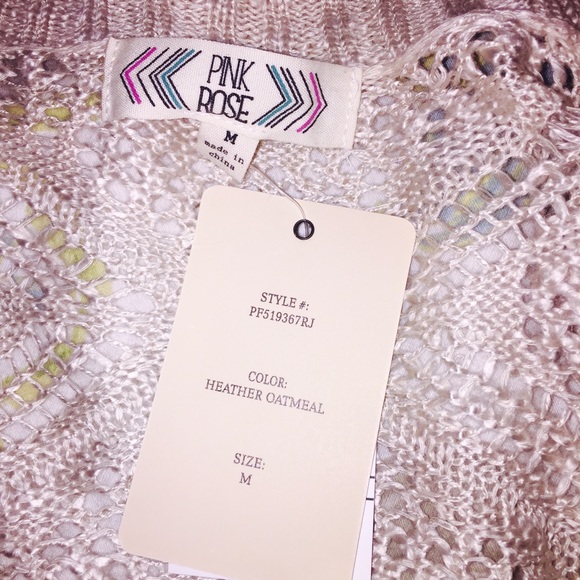 PINK
ROSE
M
made in
china
STYLE #:
PF519367RJ
COLOR:
HEATHER OATMEAL
SIZE:
M